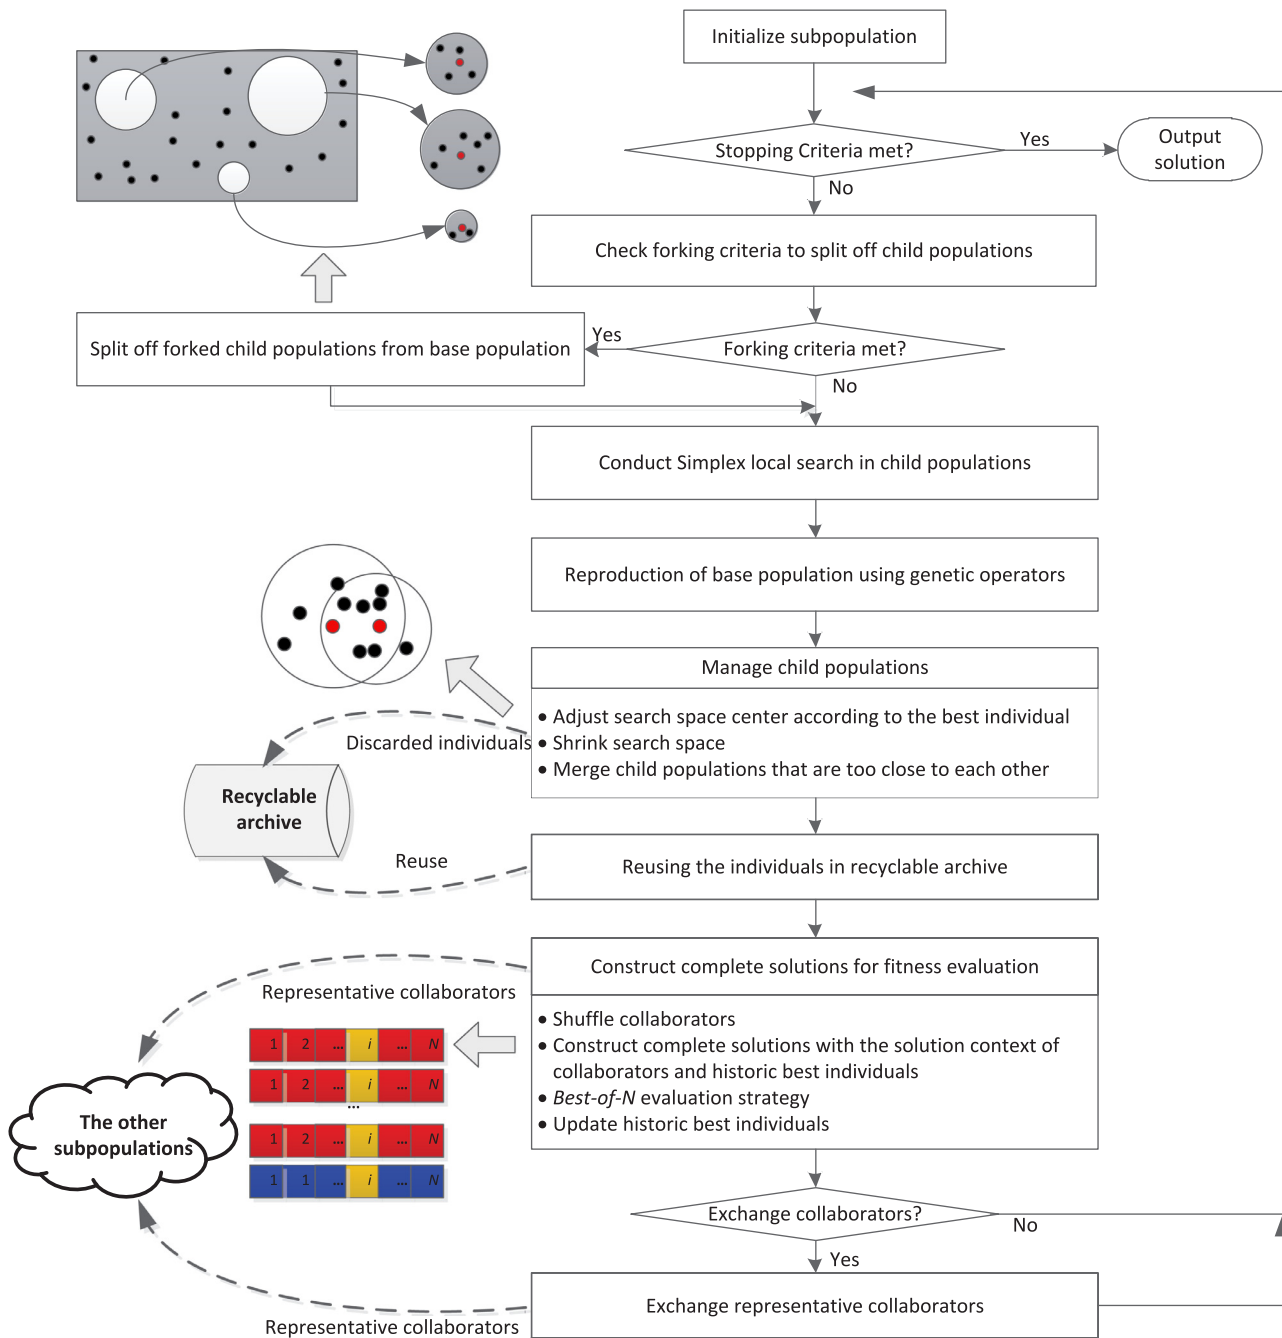 Initialize subpopulation
Stopping Criteria met?
Yes
Output
solution
No
Check forking criteria to split off child populations
Split off forked child populations from base population
Yes
Forking criteria met?
No
Conduct Simplex local search in child populations
Reproduction of base population using genetic operators
Manage child populations
• Adjust search space center according to the best individual
• Shrink search space
• Merge child populations that are too close to each other
Discarded individuals
Recyclable
archive
Reuse
Reusing the individuals in recyclable archive
Construct complete solutions for fitness evaluation
• Shuffle collaborators
• Construct complete solutions with the solution context of
collaborators and historic best individuals
• Best-of-N evaluation strategy
• Update historic best individuals
Representative collaborators
1 2 ... i ... N
1 2 ... i ... N
...
1 2 ... i ... N
1 1 ... i ... N
The other
subpopulations
Exchange collaborators?
No
Yes
Exchange representative collaborators
Representative collaborators